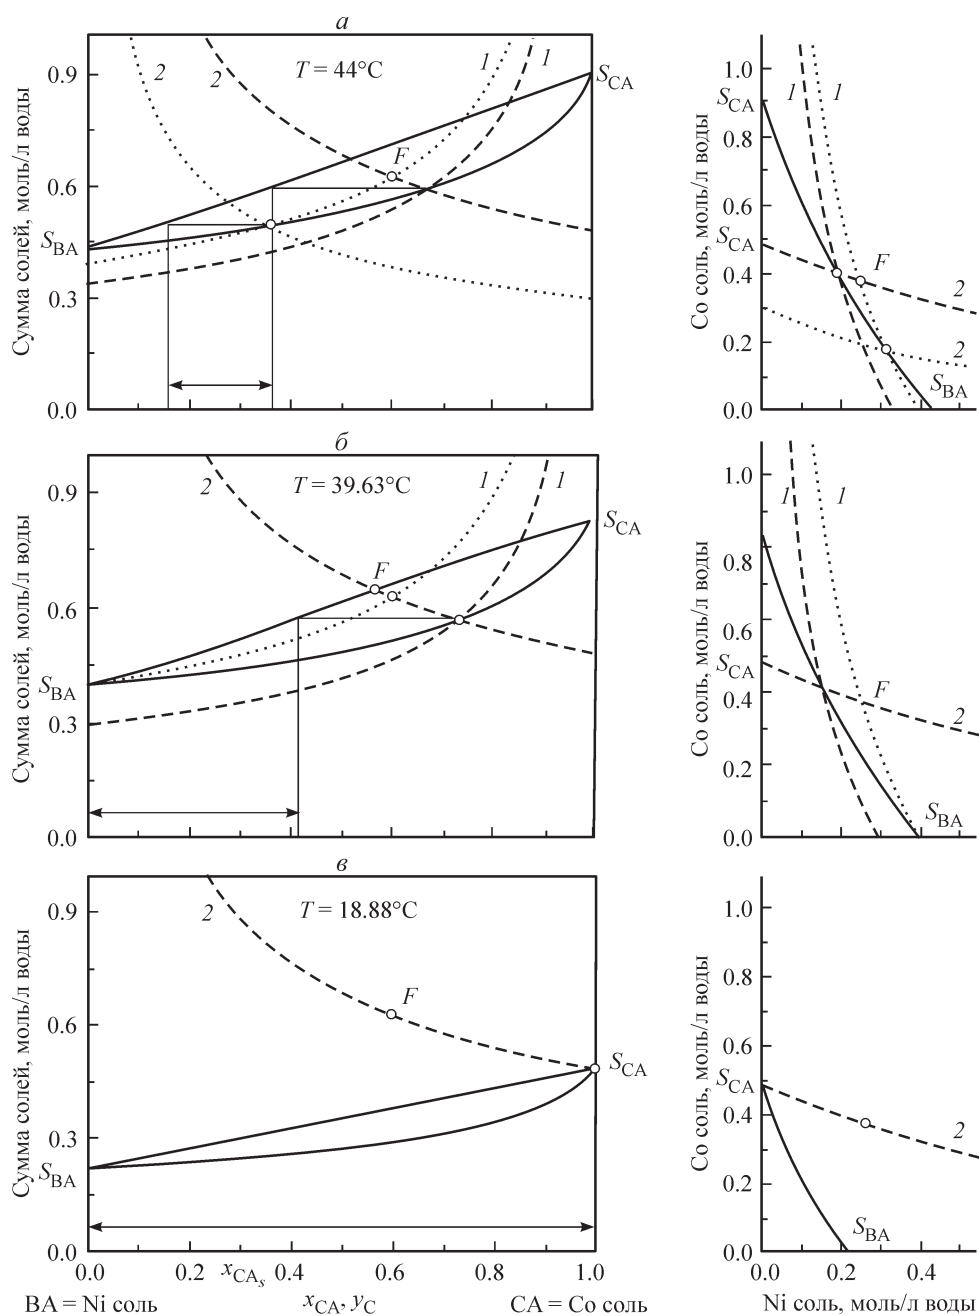 а
Сумма солей, моль/л воды
0.9
0.6
0.3
0.0
T = 44°C
2
2
1
1
F
S_CA
S_BA
Co соль, моль/л воды
1.0
0.8
0.6
0.4
0.2
0.0
S_CA
S_CA
1
1
F
2
2
S_BA
б
Сумма солей, моль/л воды
0.9
0.6
0.3
0.0
T = 39.63°C
2
1
1
F
S_CA
S_BA
Co соль, моль/л воды
1.0
0.8
0.6
0.4
0.2
0.0
S_CA
1
1
F
2
S_BA
в
Сумма солей, моль/л воды
0.9
0.6
0.3
0.0
T = 18.88°C
2
F
S_CA
S_BA
0.0 0.2 x_CA_s 0.4 0.6 0.8 1.0
BA = Ni соль x_CA, y_C CA = Co соль
Co соль, моль/л воды
1.0
0.8
0.6
0.4
0.2
0.0
S_CA
2
S_BA
0 0.2 0.4
Ni соль, моль/л воды